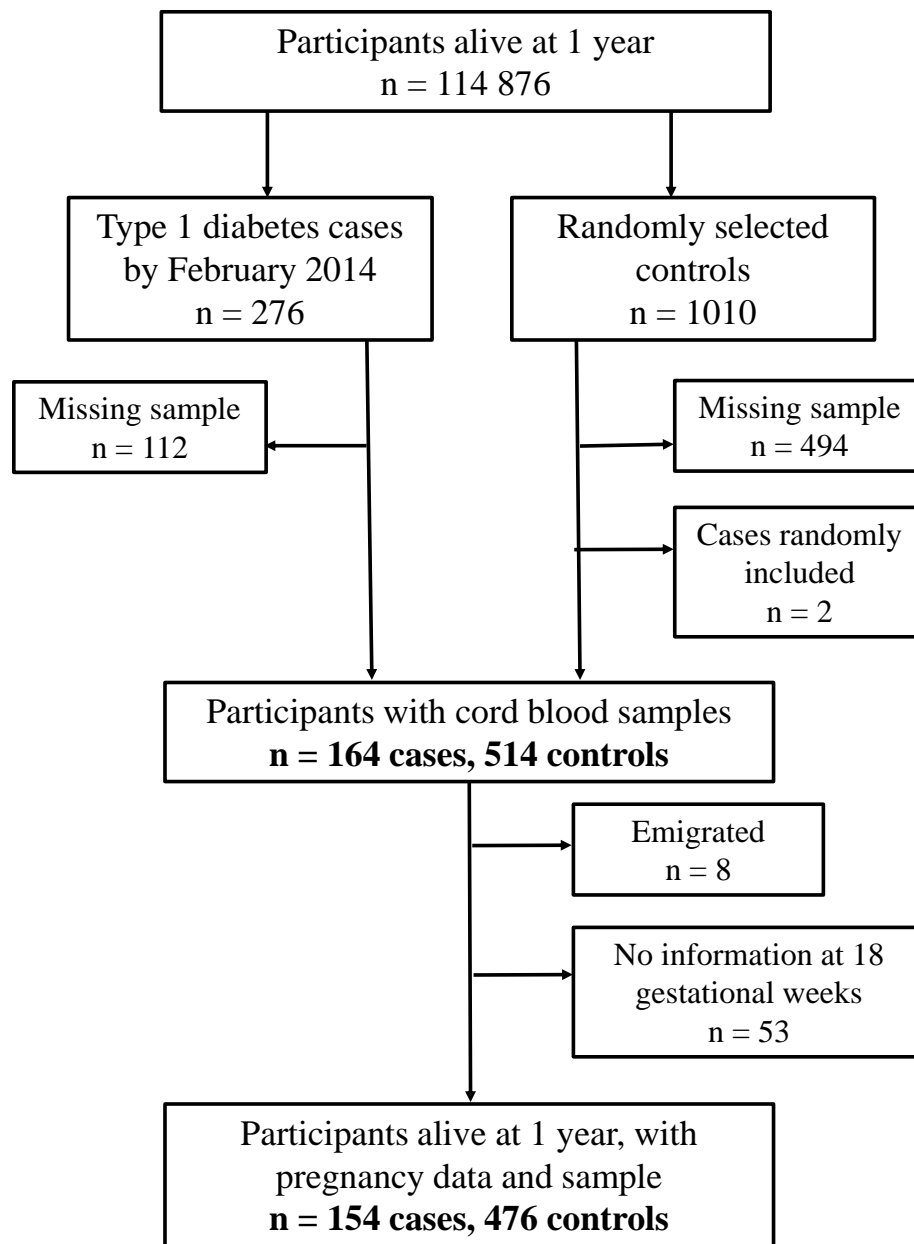 Participants alive at 1 year
n = 114 876
Type 1 diabetes cases
by February 2014
n = 276
Randomly selected
controls
n = 1010
Missing sample
n = 112
Missing sample
n = 494
Cases randomly
included
n = 2
Participants with cord blood samples
n = 164 cases, 514 controls
Emigrated
n = 8
No information at 18
gestational weeks
n = 53
Participants alive at 1 year, with
pregnancy data and sample
n = 154 cases, 476 controls